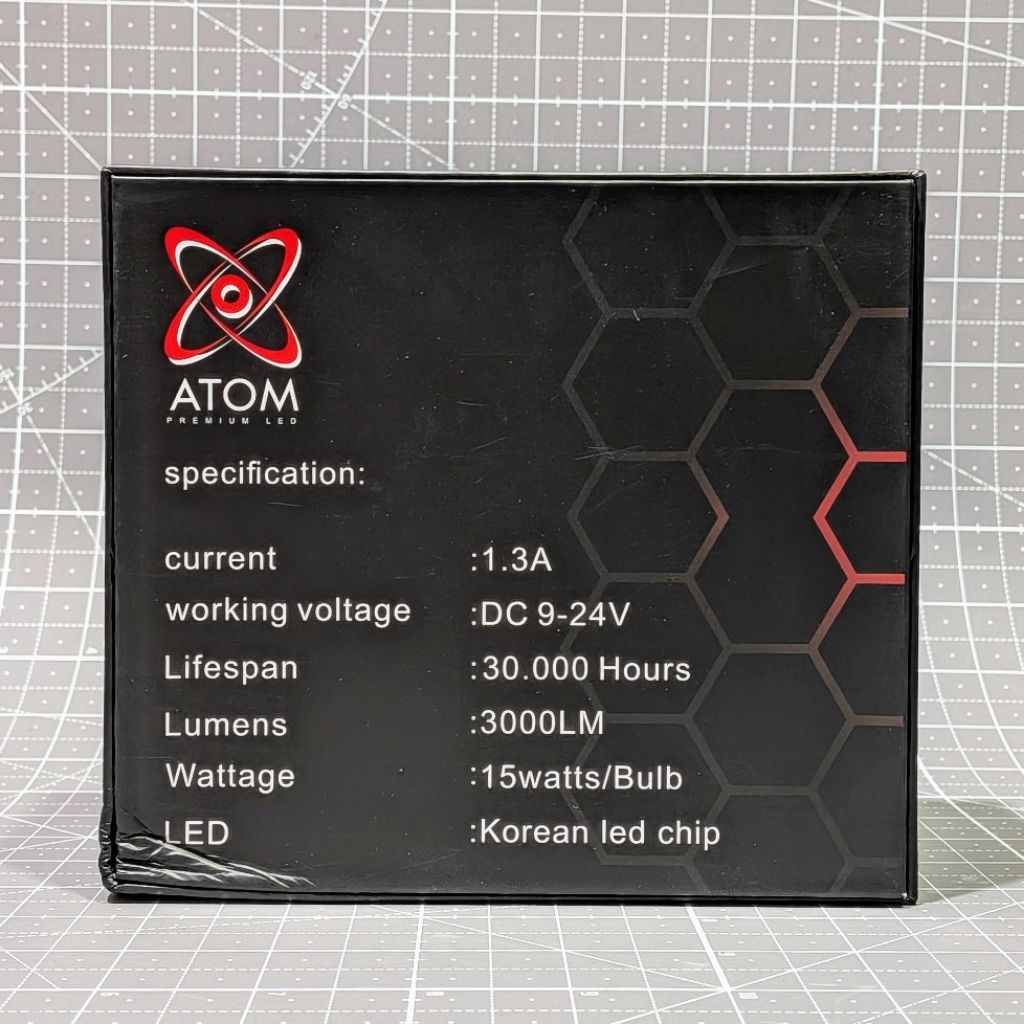 ATOM
PREMIUM LED
specification:
current :1.3A
working voltage :DC 9-24V
Lifespan :30.000 Hours
Lumens :3000LM
Wattage :15watts/Bulb
LED :Korean led chip